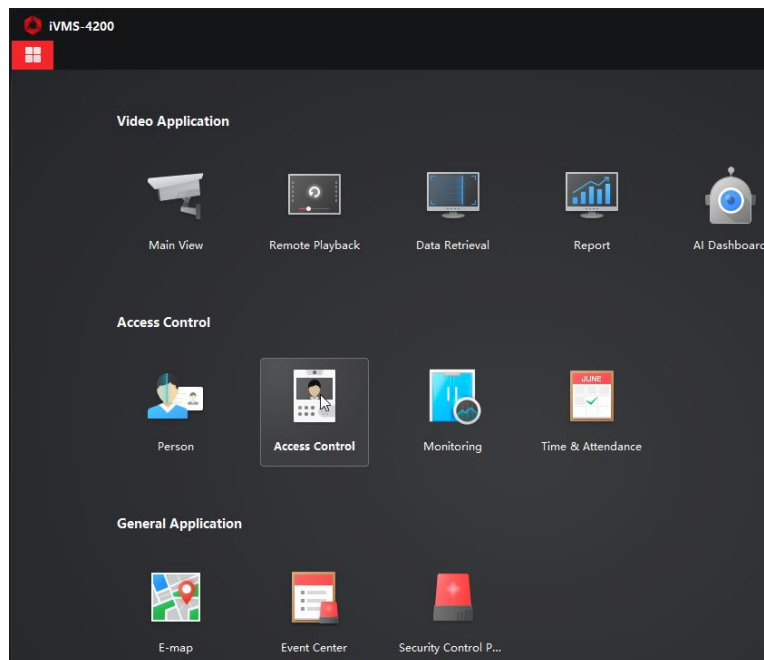 iVMS-4200
Video Application
Main View
Remote Playback
Data Retrieval
Report
AI Dashboard
Access Control
JUNE
Person
Access Control
Monitoring
Time & Attendance
General Application
E-map
Event Center
Security Control P...